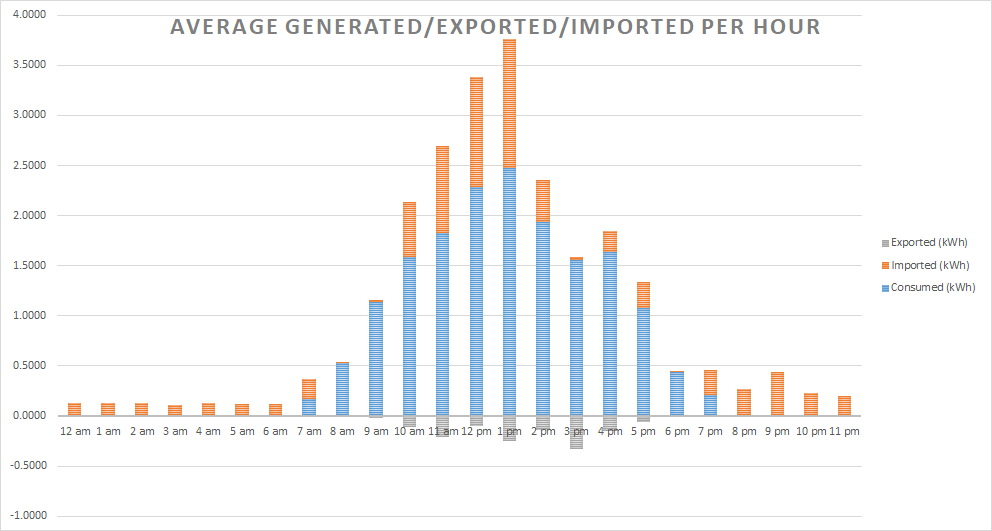 AVERAGE GENERATED/EXPORTED/IMPORTED PER HOUR
4.0000
3.5000
3.0000
2.5000
2.0000
1.5000
1.0000
0.5000
0.0000
-0.5000
-1.0000
12 am 1 am 2 am 3 am 4 am 5 am 6 am 7 am 8 am 9 am 10 am 11 am 12 pm 1 pm 2 pm 3 pm 4 pm 5 pm 6 pm 7 pm 8 pm 9 pm 10 pm 11 pm
Exported (kWh)
Imported (kWh)
Consumed (kWh)